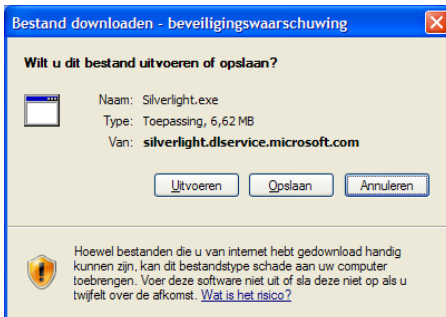 Bestand downloaden - beveiligingswaarschuwing
Wilt u dit bestand uitvoeren of opslaan?
Naam: Silverlight.exe
Type: Toepassing, 6,62 MB
Van: silverlight.dlservice.microsoft.com
Uitvoeren Opslaan Annuleren
Hoewel bestanden die u van internet hebt gedownload handig
kunnen zijn, kan dit bestandstype schade aan uw computer
toebrengen. Voer deze software niet uit of sla deze niet op als u
twijfelt over de afkomst. Wat is het risico?